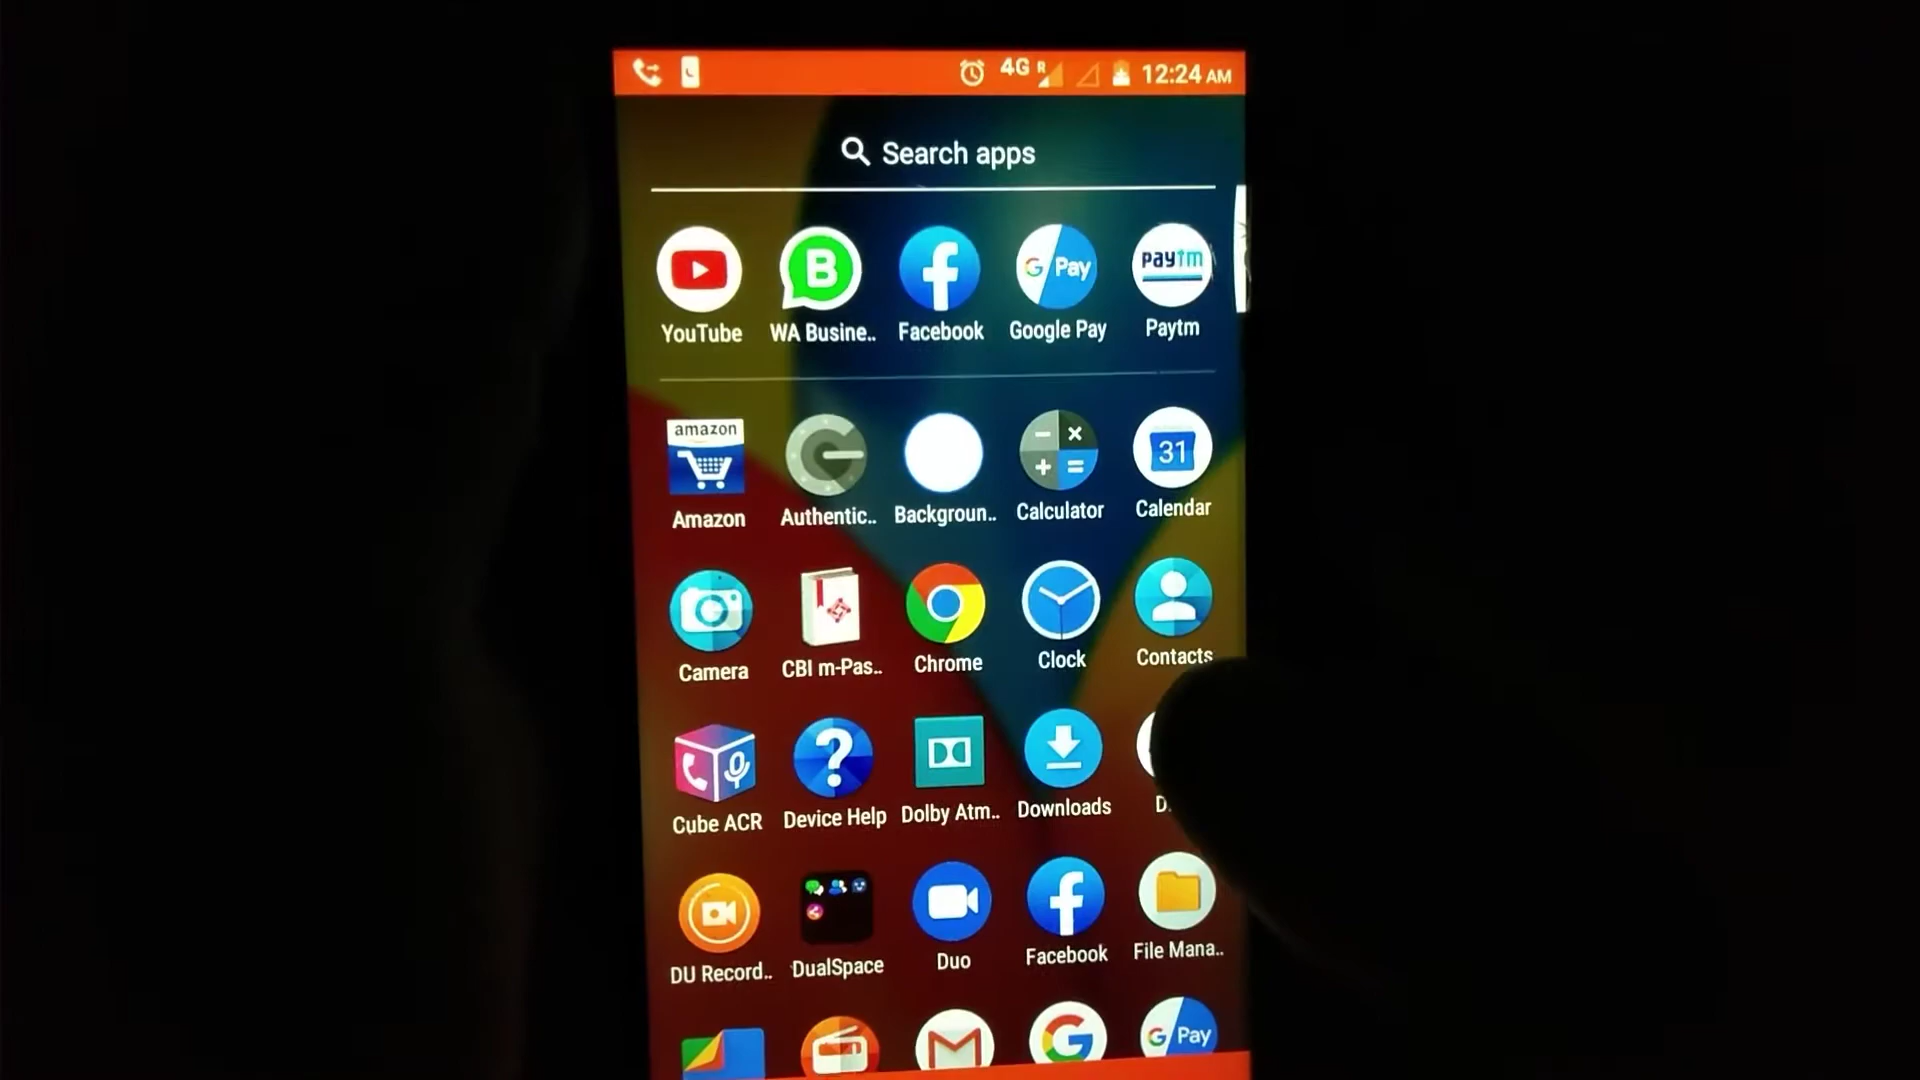 4G R 12:24 AM
Search apps
B G Pay paytm
YouTube WA Busine.. Facebook Google Pay Paytm
amazon 31
Amazon Authentic.. Backgroun.. Calculator Calendar
Camera CBI m-Pas.. Chrome Clock Contacts
Cube ACR Device Help Dolby Atm.. Downloads
DU Record.. DualSpace Duo Facebook File Mana..
G G Pay